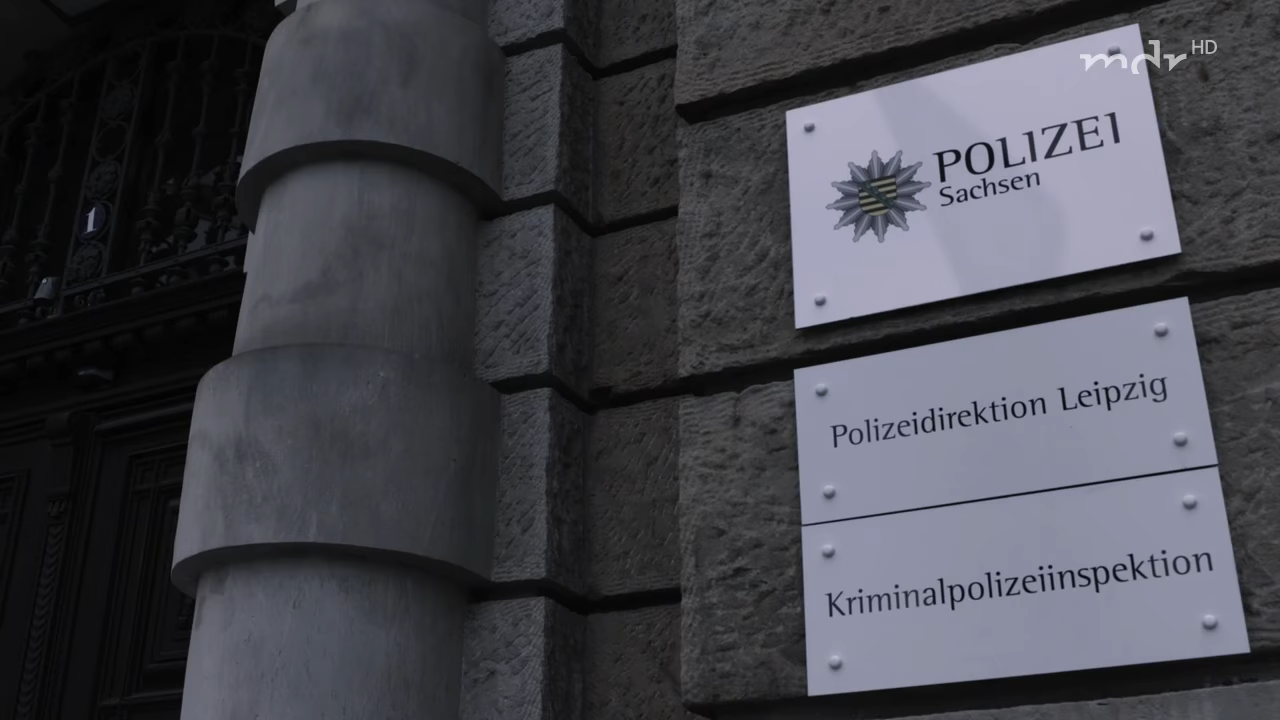 mdr HD
POLIZEI
Sachsen
1
Polizeidirektion Leipzig
Kriminalpolizeiinspektion